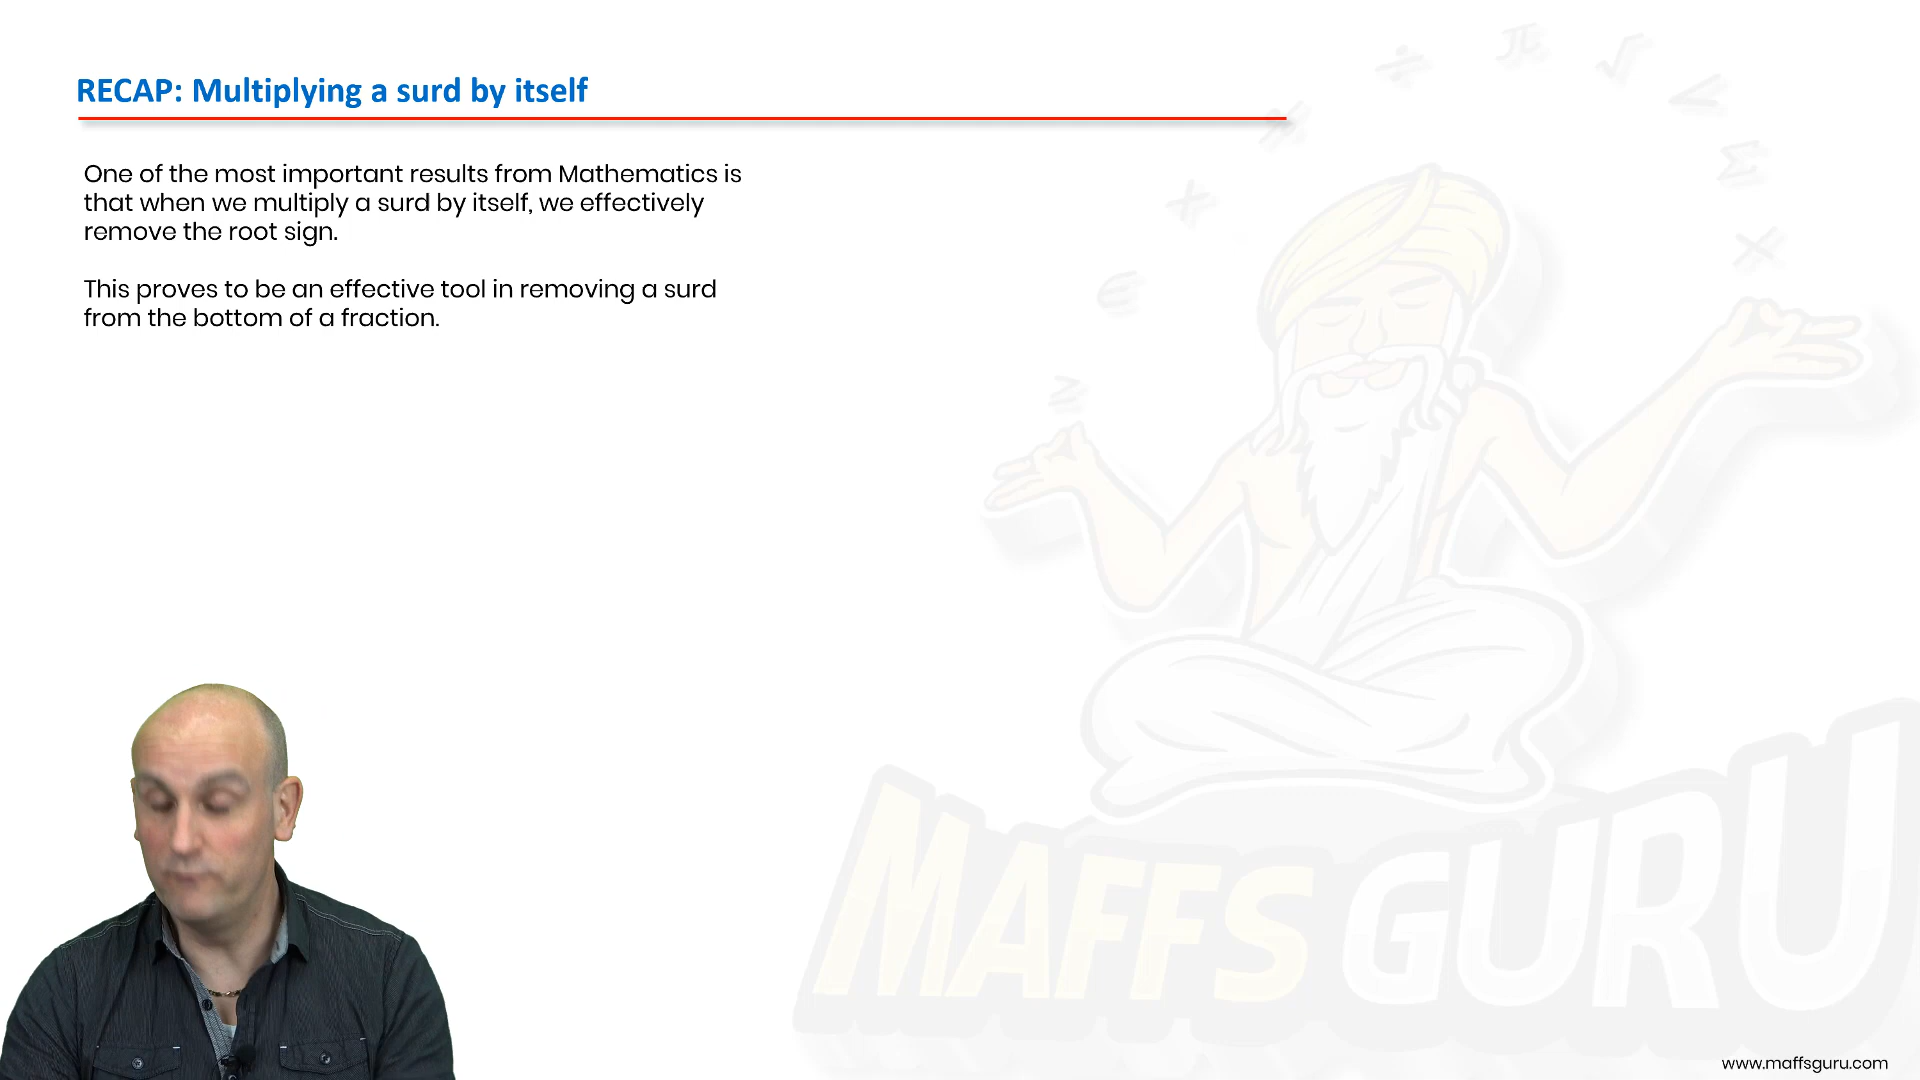 RECAP: Multiplying a surd by itself
One of the most important results from Mathematics is
that when we multiply a surd by itself, we effectively
remove the root sign.
This proves to be an effective tool in removing a surd
from the bottom of a fraction.
MAFFS GURU
www.maffsguru.com